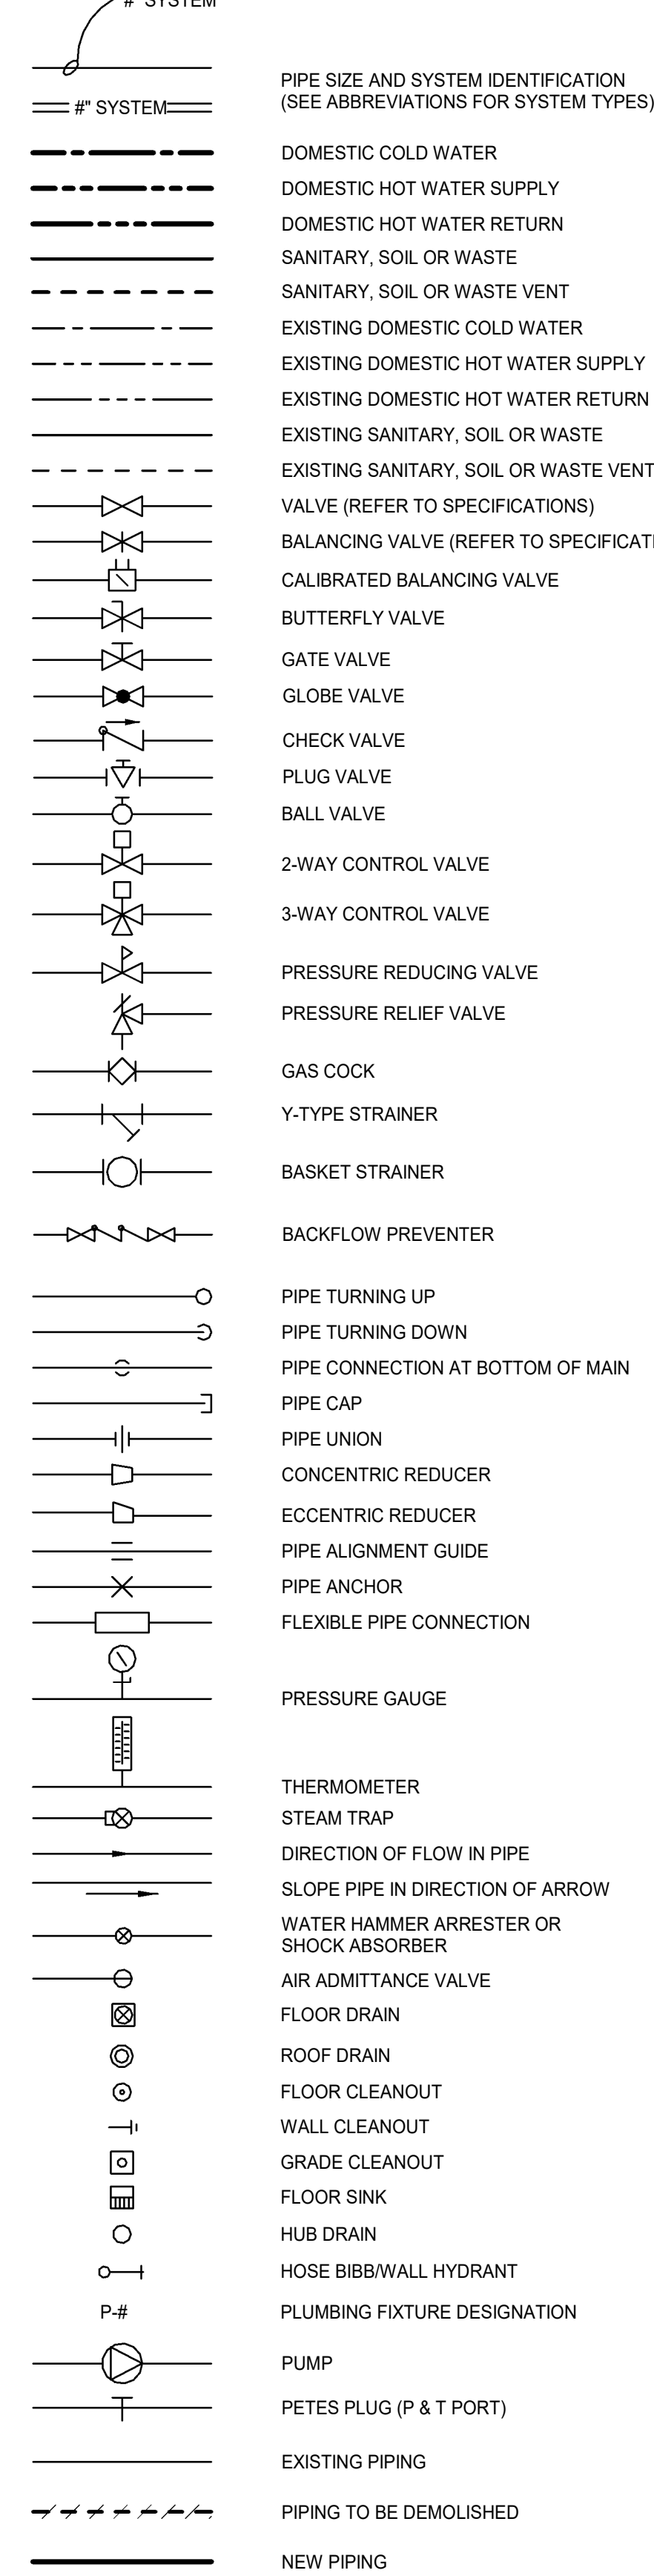 #" SYSTEM
PIPE SIZE AND SYSTEM IDENTIFICATION
(SEE ABBREVIATIONS FOR SYSTEM TYPES)
#" SYSTEM
DOMESTIC COLD WATER
DOMESTIC HOT WATER SUPPLY
DOMESTIC HOT WATER RETURN
SANITARY, SOIL OR WASTE
SANITARY, SOIL OR WASTE VENT
EXISTING DOMESTIC COLD WATER
EXISTING DOMESTIC HOT WATER SUPPLY
EXISTING DOMESTIC HOT WATER RETURN
EXISTING SANITARY, SOIL OR WASTE
EXISTING SANITARY, SOIL OR WASTE VENT
VALVE (REFER TO SPECIFICATIONS)
BALANCING VALVE (REFER TO SPECIFICATI
CALIBRATED BALANCING VALVE
BUTTERFLY VALVE
GATE VALVE
GLOBE VALVE
CHECK VALVE
PLUG VALVE
BALL VALVE
2-WAY CONTROL VALVE
3-WAY CONTROL VALVE
PRESSURE REDUCING VALVE
PRESSURE RELIEF VALVE
GAS COCK
Y-TYPE STRAINER
BASKET STRAINER
BACKFLOW PREVENTER
PIPE TURNING UP
PIPE TURNING DOWN
PIPE CONNECTION AT BOTTOM OF MAIN
PIPE CAP
PIPE UNION
CONCENTRIC REDUCER
ECCENTRIC REDUCER
PIPE ALIGNMENT GUIDE
PIPE ANCHOR
FLEXIBLE PIPE CONNECTION
PRESSURE GAUGE
THERMOMETER
STEAM TRAP
DIRECTION OF FLOW IN PIPE
SLOPE PIPE IN DIRECTION OF ARROW
WATER HAMMER ARRESTER OR
SHOCK ABSORBER
AIR ADMITTANCE VALVE
FLOOR DRAIN
ROOF DRAIN
FLOOR CLEANOUT
WALL CLEANOUT
GRADE CLEANOUT
FLOOR SINK
HUB DRAIN
HOSE BIBB/WALL HYDRANT
P-# PLUMBING FIXTURE DESIGNATION
PUMP
PETES PLUG (P & T PORT)
EXISTING PIPING
PIPING TO BE DEMOLISHED
NEW PIPING